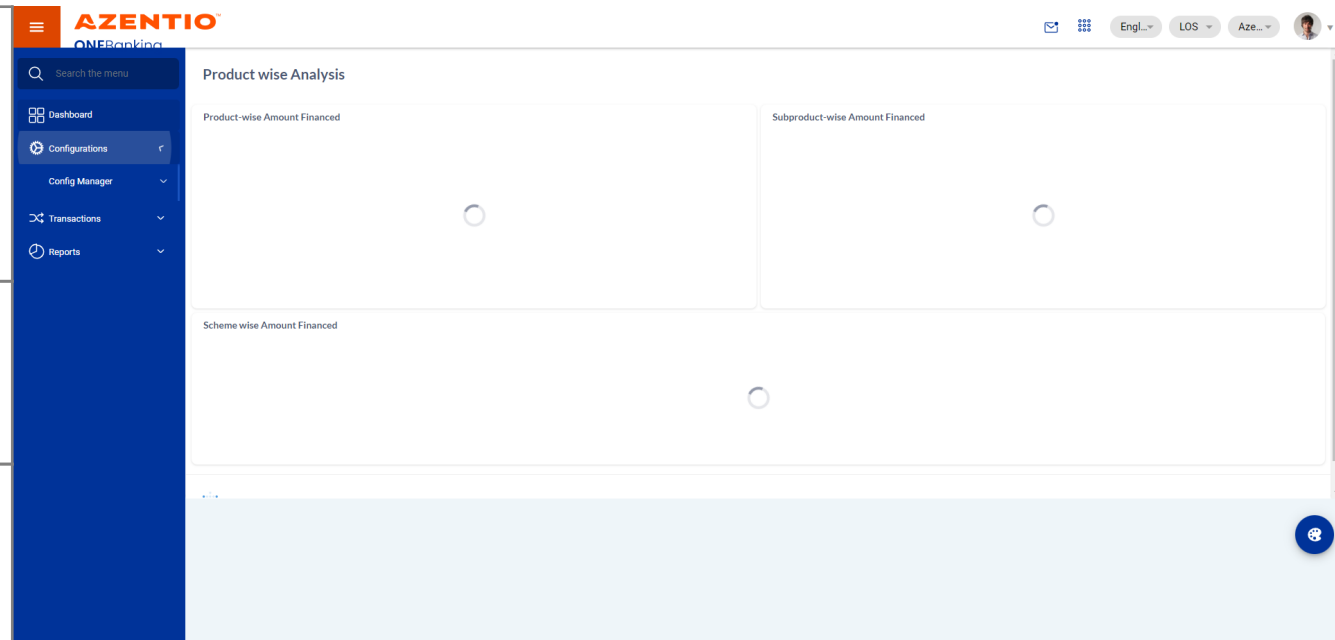 AZENTIO
ONEBanking
Engl...
LOS
Aze...
Search the menu
Dashboard
Configurations
Config Manager
Transactions
Reports
Product wise Analysis
Product-wise Amount Financed
Subproduct-wise Amount Financed
Scheme wise Amount Financed